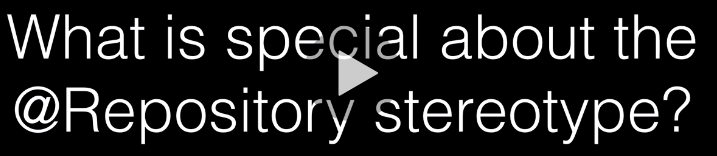 What is special about the
@Repository stereotype?